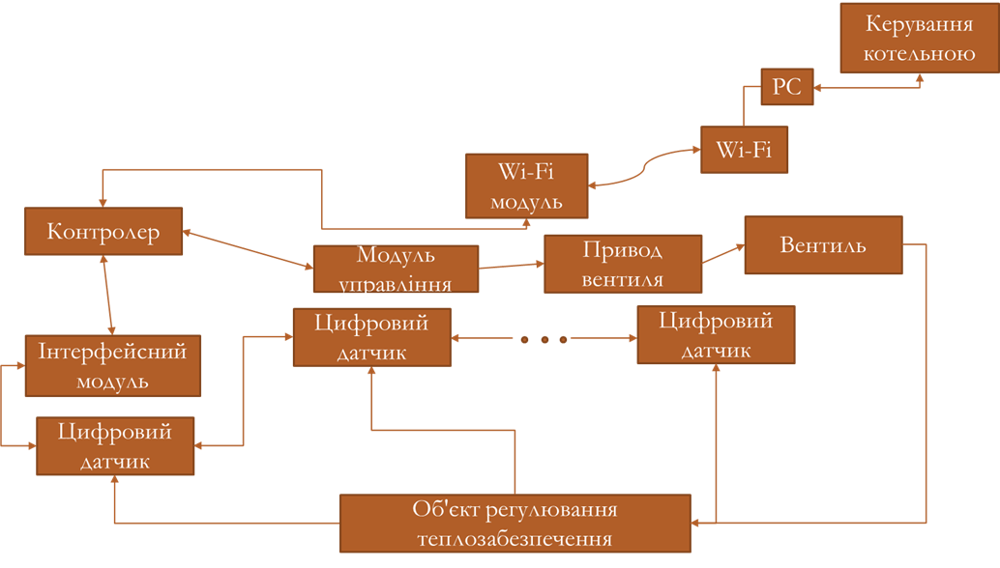 Керування
котельною
PC
Wi-Fi
Wi-Fi
модуль
Контролер
Модуль
управління
Привод
вентиля
Вентиль
Цифровий
датчик
Цифровий
датчик
Інтерфейсний
модуль
Цифровий
датчик
Об'єкт регулювання
теплозабезпечення